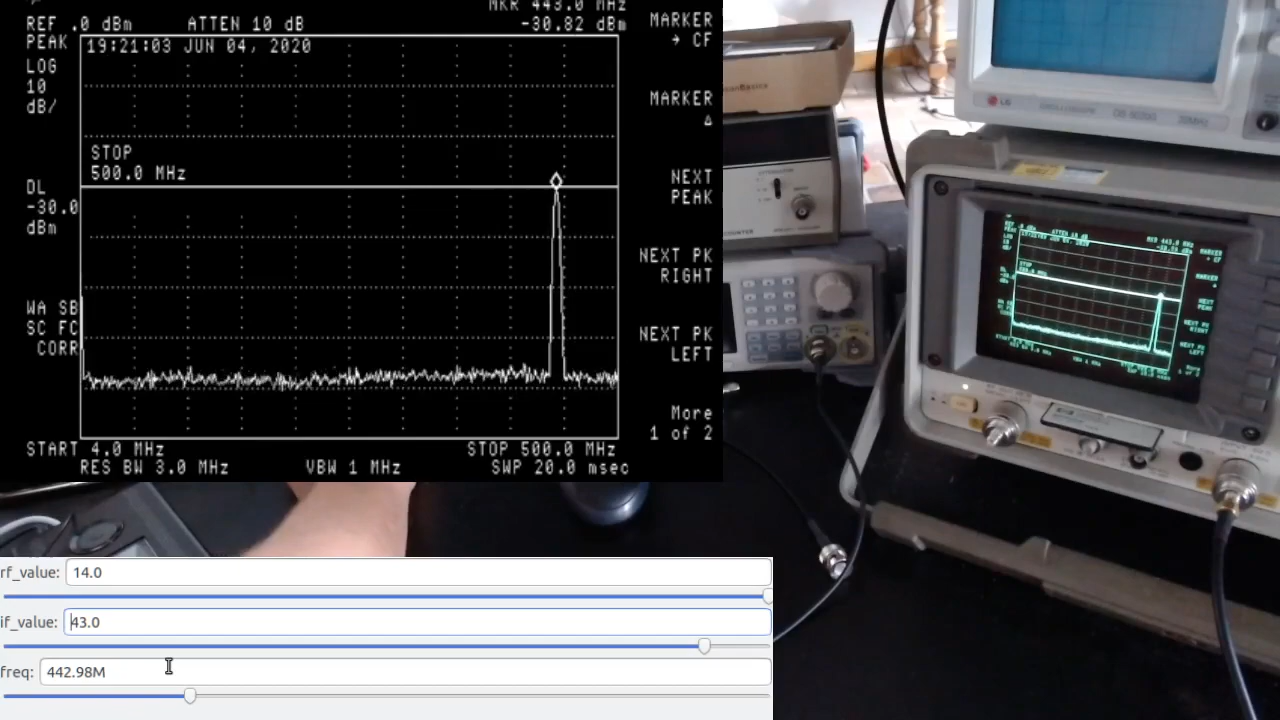 MKR 443.0 MHz
REF .0 dBm ATTEN 10 dB -30.82 dBm
PEAK
LOG
10
dB/
19:21:03 JUN 04, 2020
STOP
500.0 MHz
DL
-30.0
dBm
WA SB
SC FC
CORR
START 4.0 MHz STOP 500.0 MHz
RES BW 3.0 MHz VBW 1 MHz SWP 20.0 msec
MARKER
→ CF
MARKER
Δ
NEXT
PEAK
NEXT PK
RIGHT
NEXT PK
LEFT
More
1 of 2
rf_value: 14.0
if_value: 43.0
freq: 442.98M
LG